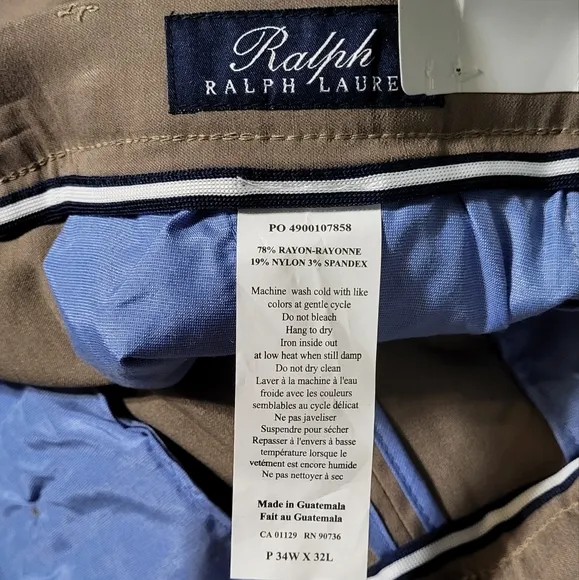 Ralph
RALPH LAURE
PO 4900107858
78% RAYON-RAYONNE
19% NYLON 3% SPANDEX
Machine wash cold with like
colors at gentle cycle
Do not bleach
Hang to dry
Iron inside out
at low heat when still damp
Do not dry clean
Laver à la machine à l'eau
froide avec les couleurs
semblables au cycle délicat
Ne pas javeliser
Suspendre pour sécher
Repasser à l'envers à basse
température lorsque le
vetément est encore humide
Ne pas nettoyer à sec
Made in Guatemala
Fait au Guatemala
CA 01129 RN 90736
P 34W X 32L